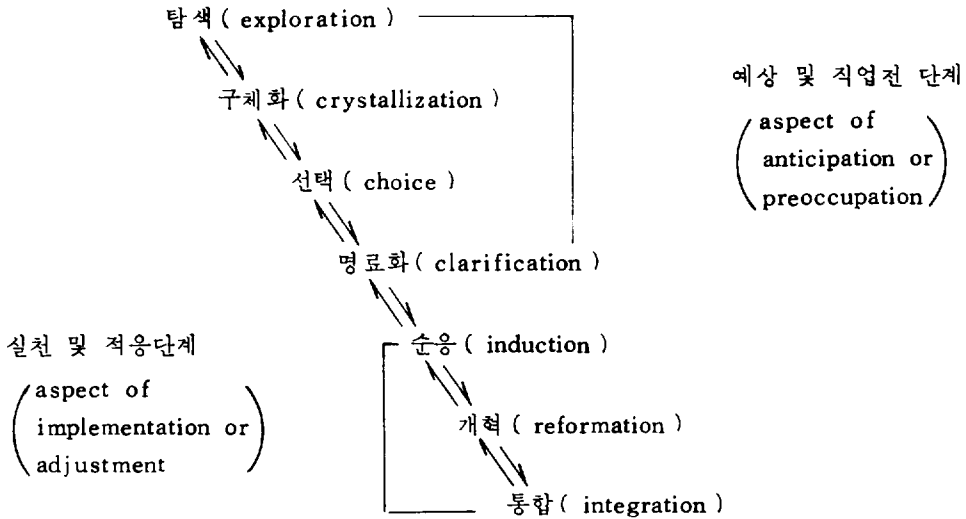 탐색 ( exploration )
구체화 ( crystallization )
선택 ( choice )
명료화 ( clarification )
순응 ( induction )
개혁 ( reformation )
통합 ( integration )
예상 및 직업전 단계
( aspect of
anticipation or
preoccupation )
실천 및 적응단계
( aspect of
implementation or
adjustment )